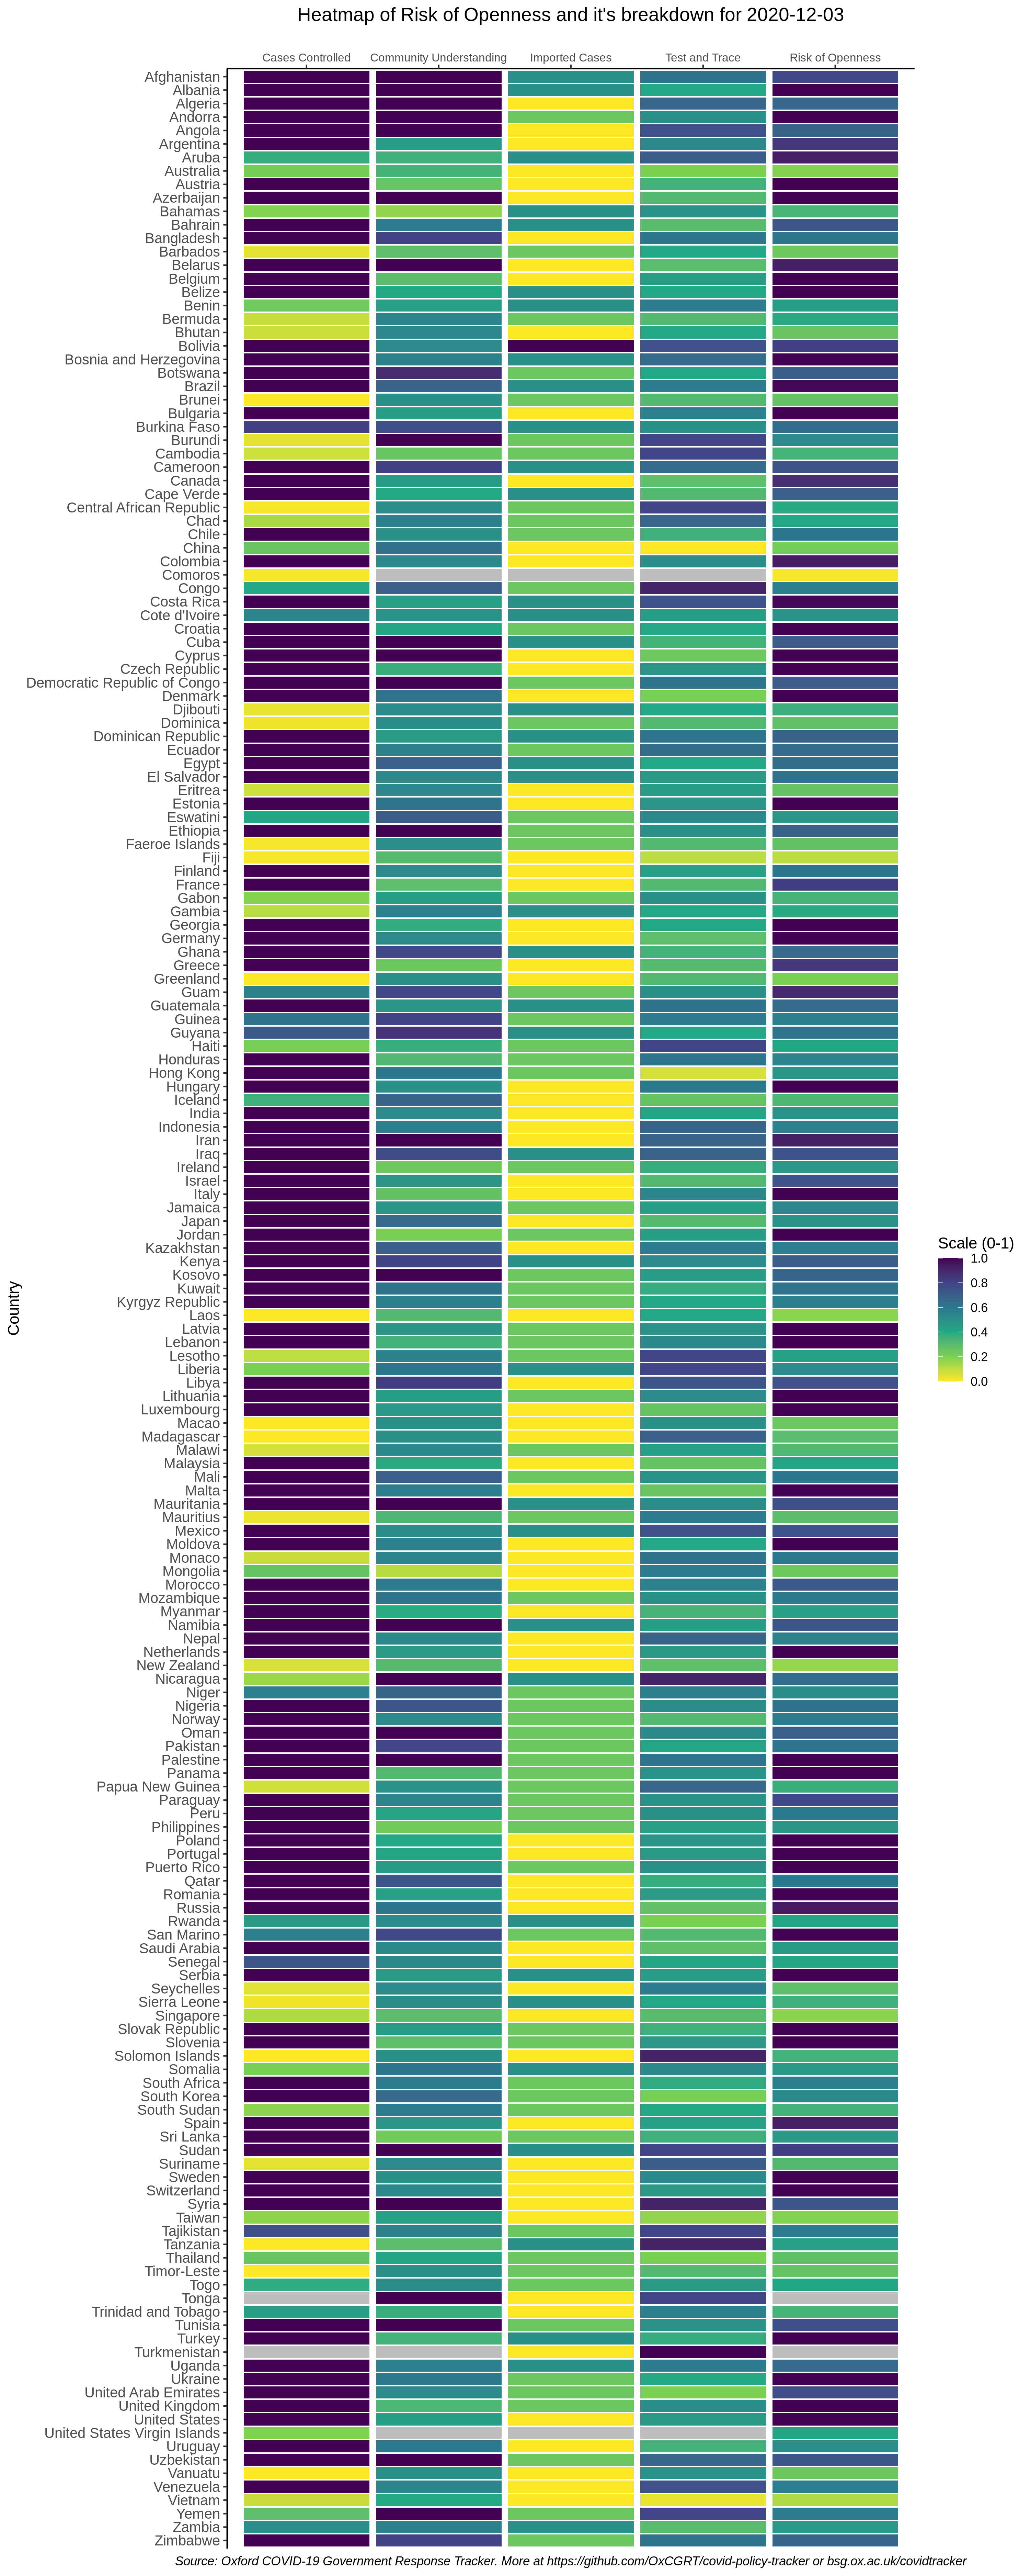 Heatmap of Risk of Openness and it's breakdown for 2020-12-03
Cases Controlled Community Understanding Imported Cases Test and Trace Risk of Openness
Afghanistan
Albania
Algeria
Andorra
Angola
Argentina
Aruba
Australia
Austria
Azerbaijan
Bahamas
Bahrain
Bangladesh
Barbados
Belarus
Belgium
Belize
Benin
Bermuda
Bhutan
Bolivia
Bosnia and Herzegovina
Botswana
Brazil
Brunei
Bulgaria
Burkina Faso
Burundi
Cambodia
Cameroon
Canada
Cape Verde
Central African Republic
Chad
Chile
China
Colombia
Comoros
Congo
Costa Rica
Cote d'Ivoire
Croatia
Cuba
Cyprus
Czech Republic
Democratic Republic of Congo
Denmark
Djibouti
Dominica
Dominican Republic
Ecuador
Egypt
El Salvador
Eritrea
Estonia
Eswatini
Ethiopia
Faeroe Islands
Fiji
Finland
France
Gabon
Gambia
Georgia
Germany
Ghana
Greece
Greenland
Guam
Guatemala
Guinea
Guyana
Haiti
Honduras
Hong Kong
Hungary
Iceland
India
Indonesia
Iran
Iraq
Ireland
Israel
Italy
Jamaica
Japan
Jordan
Kazakhstan
Kenya
Kosovo
Kuwait
Kyrgyz Republic
Laos
Latvia
Lebanon
Lesotho
Liberia
Libya
Lithuania
Luxembourg
Macao
Madagascar
Malawi
Malaysia
Mali
Malta
Mauritania
Mauritius
Mexico
Moldova
Monaco
Mongolia
Morocco
Mozambique
Myanmar
Namibia
Nepal
Netherlands
New Zealand
Nicaragua
Niger
Nigeria
Norway
Oman
Pakistan
Palestine
Panama
Papua New Guinea
Paraguay
Peru
Philippines
Poland
Portugal
Puerto Rico
Qatar
Romania
Russia
Rwanda
San Marino
Saudi Arabia
Senegal
Serbia
Seychelles
Sierra Leone
Singapore
Slovak Republic
Slovenia
Solomon Islands
Somalia
South Africa
South Korea
South Sudan
Spain
Sri Lanka
Sudan
Suriname
Sweden
Switzerland
Syria
Taiwan
Tajikistan
Tanzania
Thailand
Timor-Leste
Togo
Tonga
Trinidad and Tobago
Tunisia
Turkey
Turkmenistan
Uganda
Ukraine
United Arab Emirates
United Kingdom
United States
United States Virgin Islands
Uruguay
Uzbekistan
Vanuatu
Venezuela
Vietnam
Yemen
Zambia
Zimbabwe
Country
Scale (0-1)
1.0
0.8
0.6
0.4
0.2
0.0
Source: Oxford COVID-19 Government Response Tracker. More at https://github.com/OxCGRT/covid-policy-tracker or bsg.ox.ac.uk/covidtracker